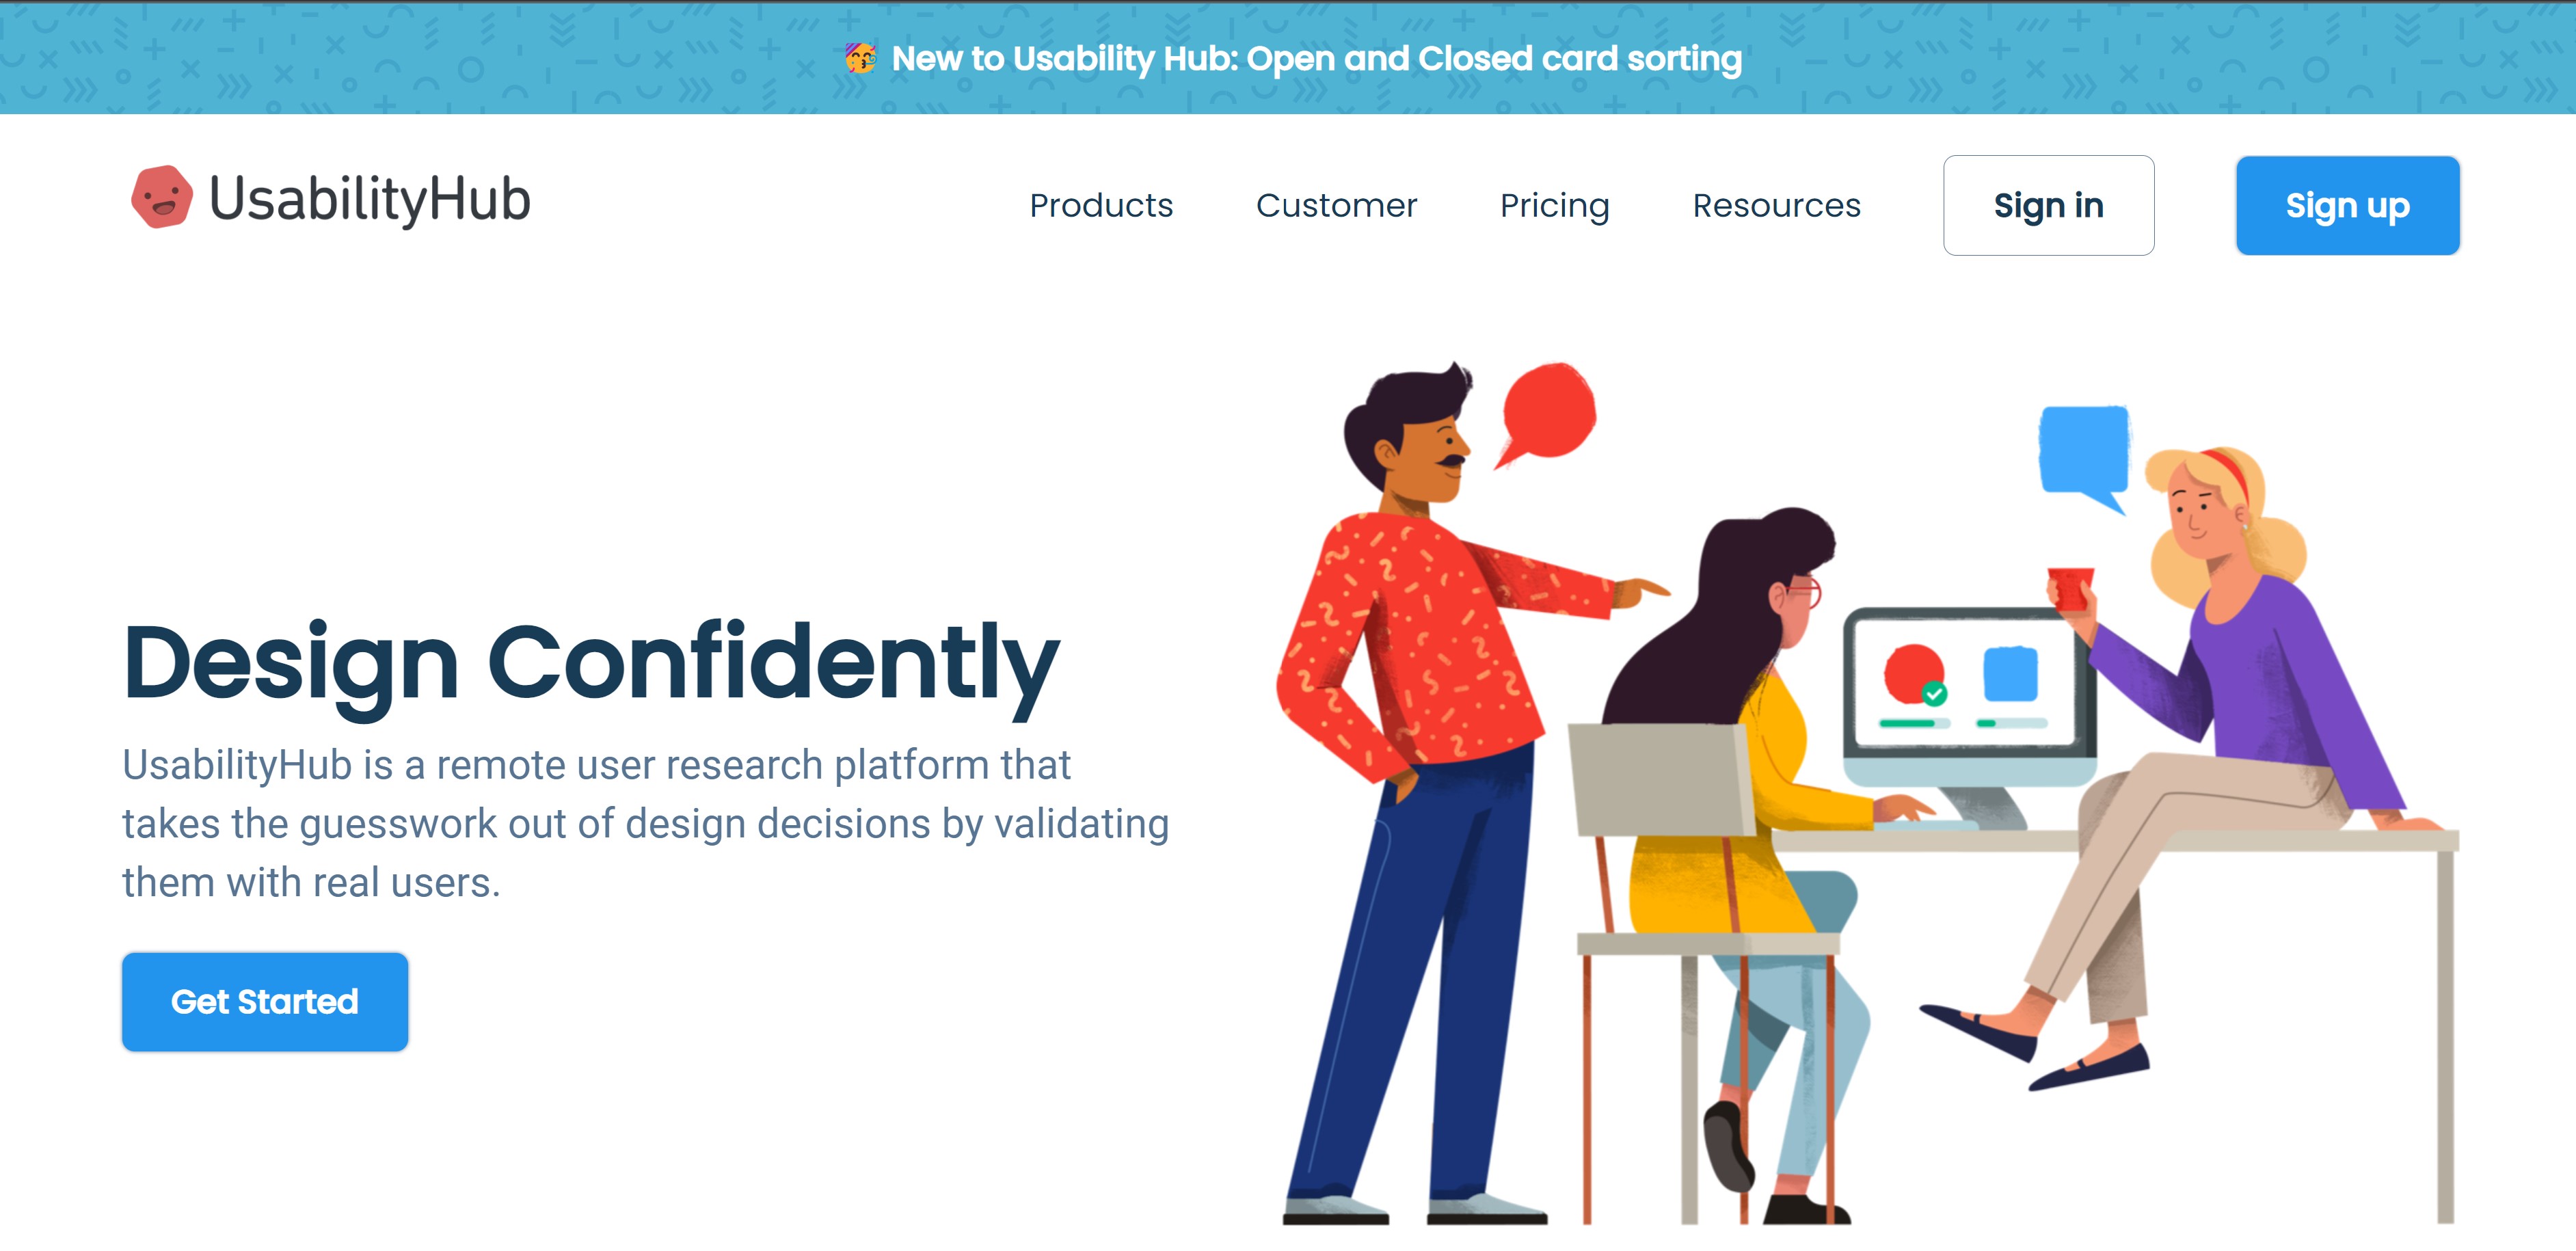 🥳 New to Usability Hub: Open and Closed card sorting
UsabilityHub
Products
Customer
Pricing
Resources
Sign in
Sign up
Design Confidently
UsabilityHub is a remote user research platform that
takes the guesswork out of design decisions by validating
them with real users.
Get Started